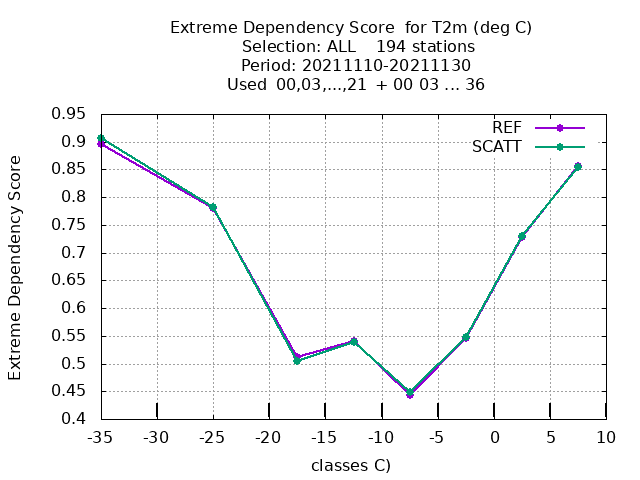 Extreme Dependency Score  for T2m (deg C)
Selection: ALL    194 stations
Period: 20211110-20211130
Used  00,03,...,21  + 00 03 ... 36
REF
SCATT
Extreme Dependency Score
0.95
0.9
0.85
0.8
0.75
0.7
0.65
0.6
0.55
0.5
0.45
0.4
-35 -30 -25 -20 -15 -10 -5 0 5 10
classes C)